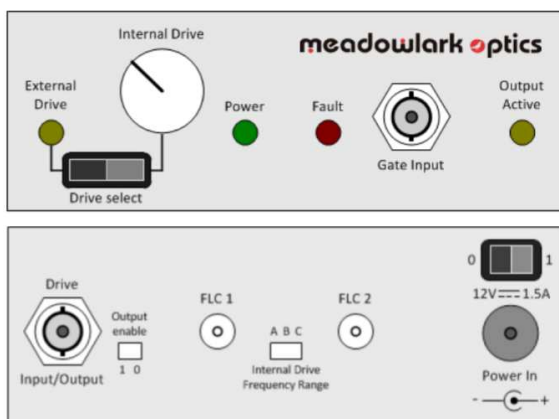 Internal Drive
meadowlark optics
External
Drive
Power
Fault
Output
Active
Gate Input
Drive select
Drive
Input/Output
Output
enable
1 0
FLC 1
FLC 2
A B C
Internal Drive
Frequency Range
0 1
12V 1.5A
Power In
- +